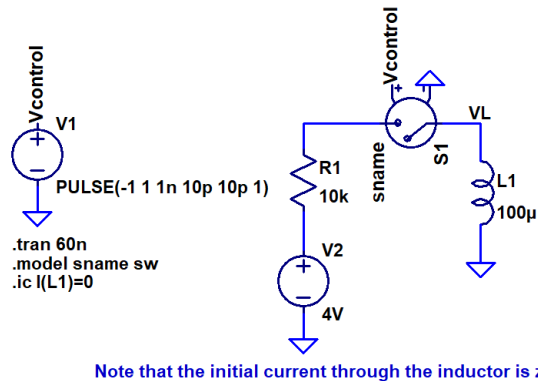 Vcontrol
V1
+
−
PULSE(-1 1 1n 10p 10p 1)
.tran 60n
.model sname sw
.ic I(L1)=0
Vcontrol
+
-
sname
S1
VL
R1
10k
L1
100µ
V2
+
−
4V
Note that the initial current through the inductor is